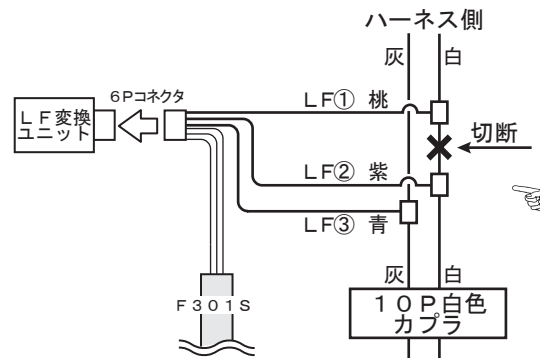 ハーネス側
灰 白
6Pコネクタ
LF変換
ユニット
LF① 桃
切断
LF② 紫
LF③ 青
灰 白
F301S
10P白色
カプラ